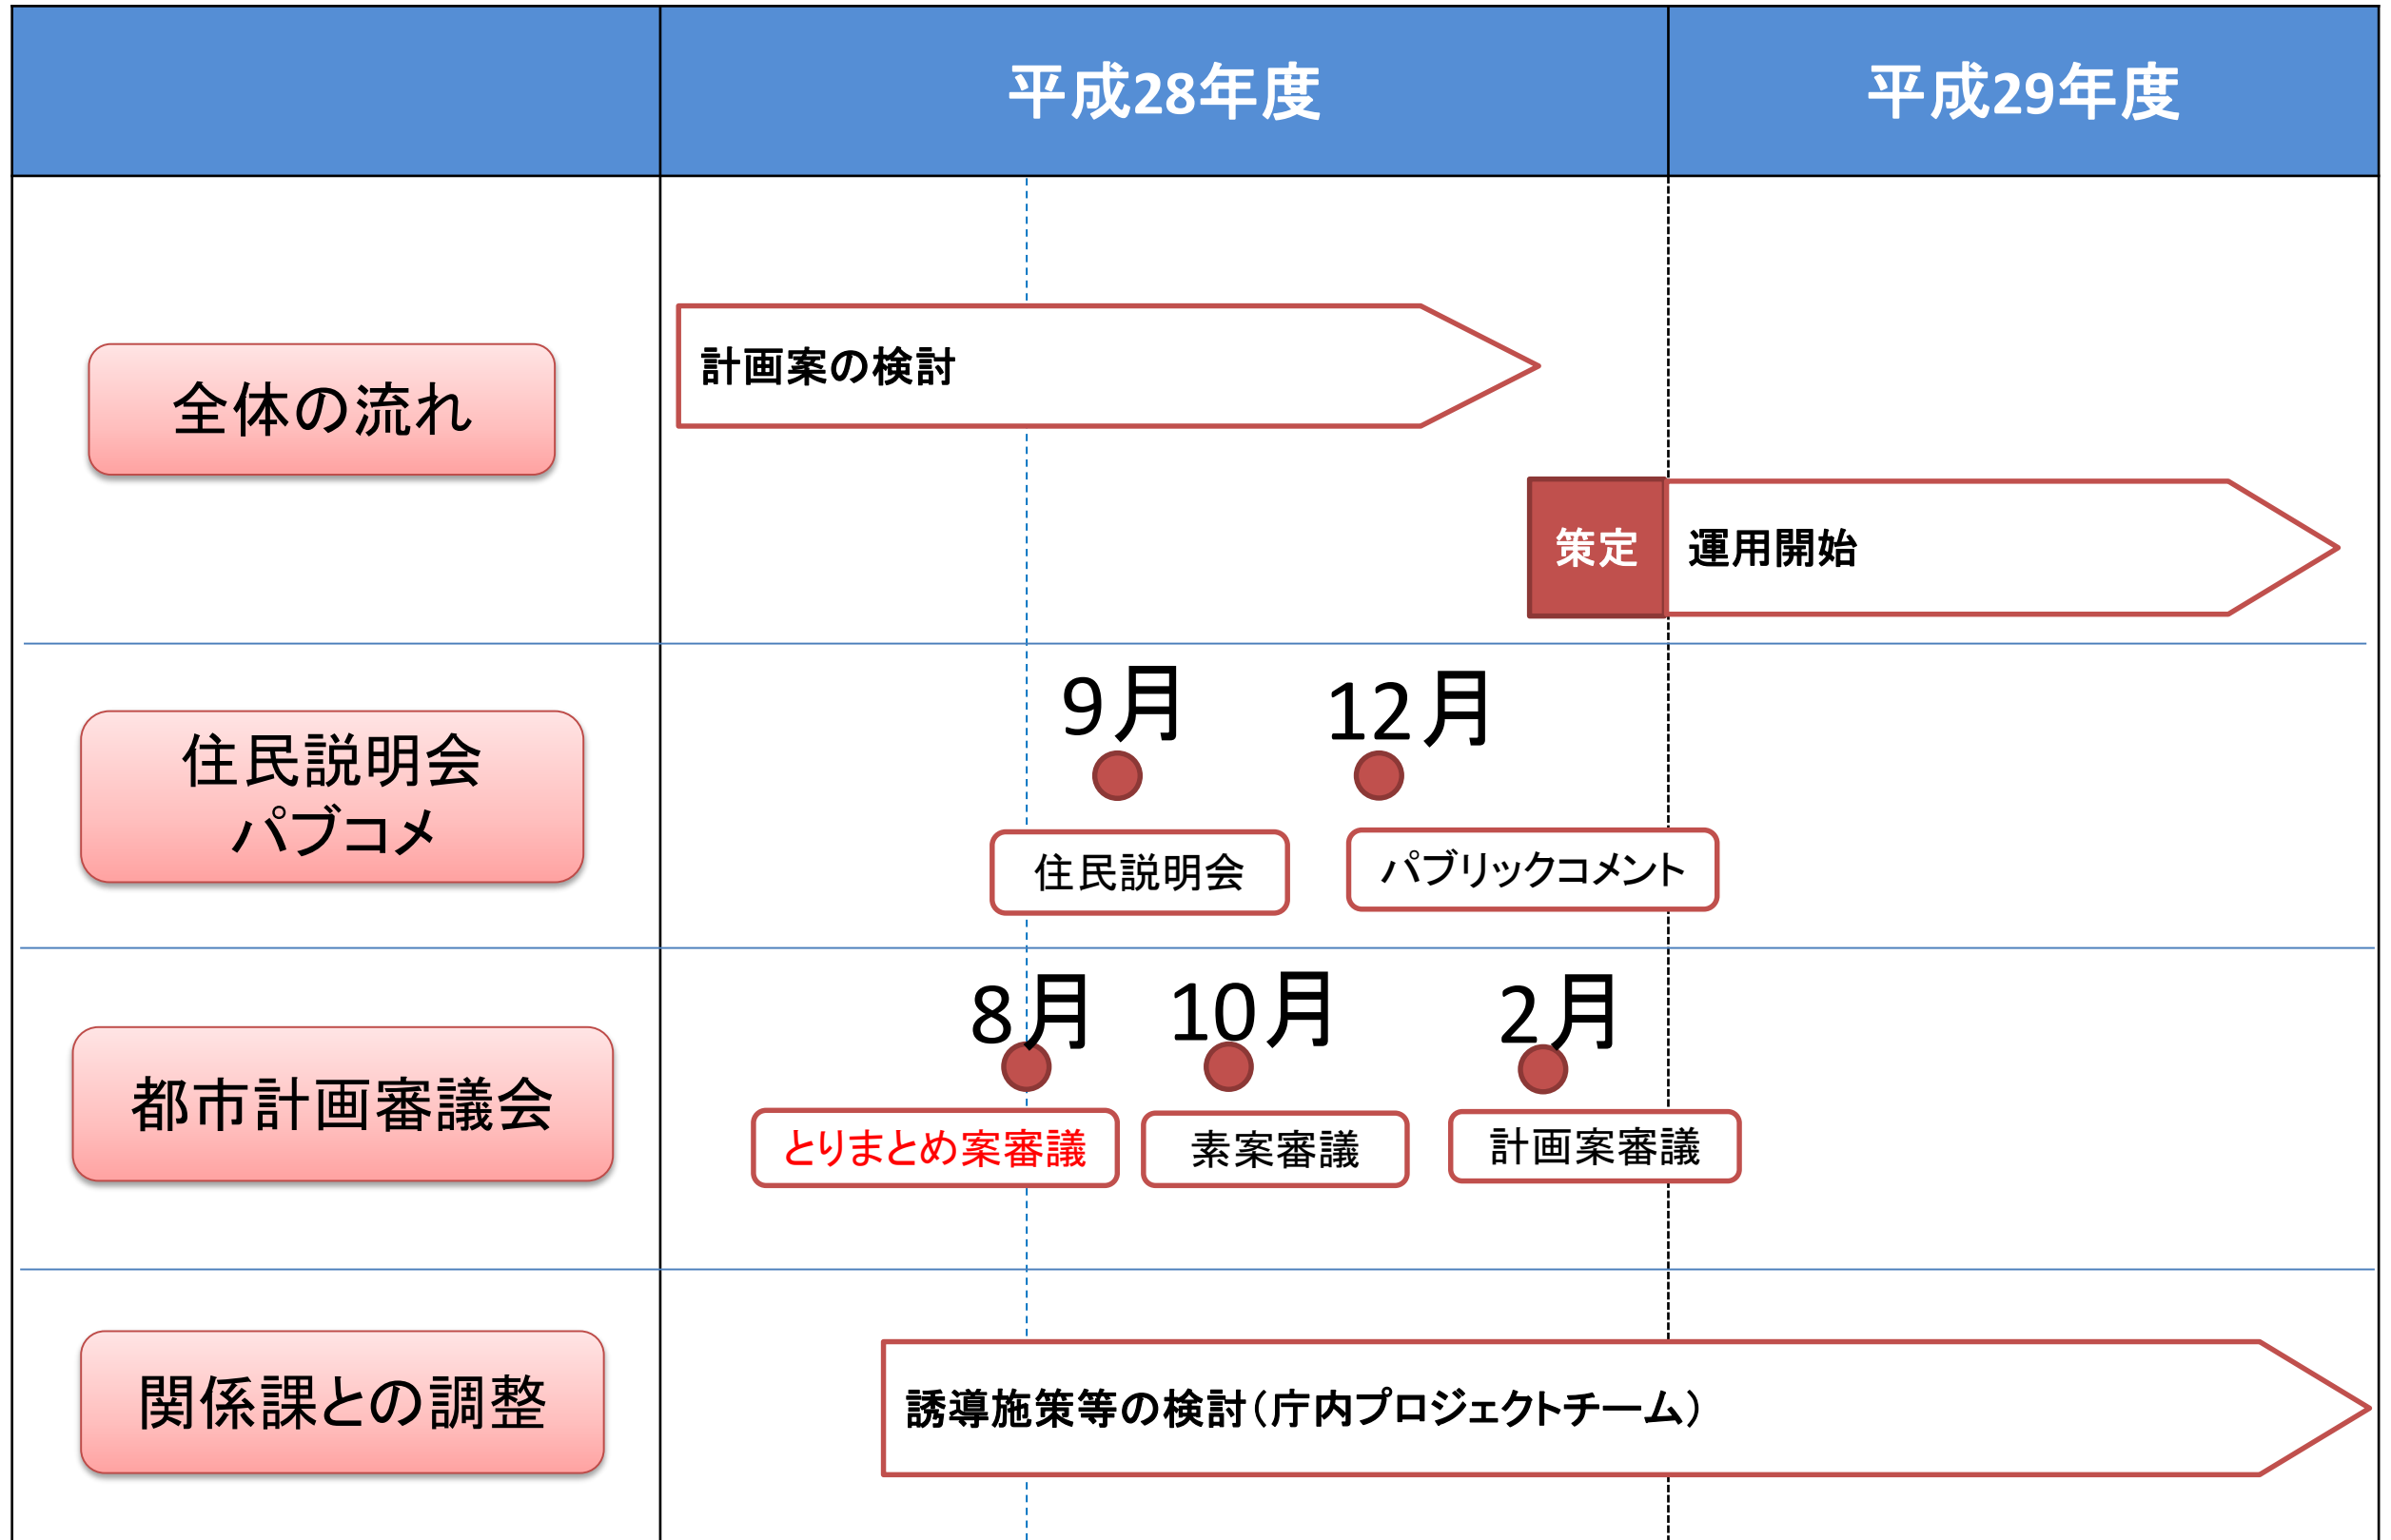 平成28年度
平成29年度
全体の流れ
計画案の検討
策定
運用開始
住民説明会
パブコメ
9月
12月
住民説明会
パブリックコメント
都市計画審議会
8月
10月
2月
とりまとめ案審議
素案審議
計画案審議
関係課との調整
誘導施策等の検討(庁内プロジェクトチーム)